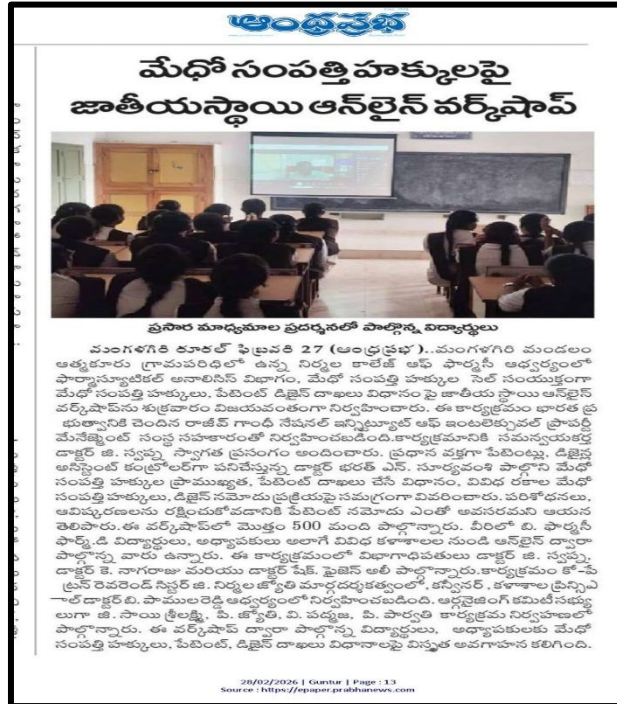 ఆంధ్రప్రభ
మేధో సంపత్తి హక్కులపై
జాతీయస్థాయి ఆన్‌లైన్ వర్క్‌షాప్
ప్రసార మాధ్యమాల ప్రదర్శనలో పాల్గొన్న విద్యార్థులు
మంగళగిరి రూరల్ ఫిబ్రవరి 27 (ఆంధ్రప్రభ)..మంగళగిరి మండలం
ఆత్మకూరు గ్రామపరిధిలో ఉన్న నిర్మల కాలేజ్ ఆఫ్ ఫార్మసీ ఆధ్వర్యంలో
ఫార్మాస్యూటికల్ అనాలిసిస్ విభాగం, మేధో సంపత్తి హక్కుల సెల్ సంయుక్తంగా
మేధో సంపత్తి హక్కులు, పేటెంట్ డిజైన్ దాఖలు విధానం పై జాతీయ స్థాయి ఆన్‌లైన్
వర్క్‌షాప్‌ను శుక్రవారం విజయవంతంగా నిర్వహించారు. ఈ కార్యక్రమం భారత ప్ర
భుత్వానికి చెందిన రాజీవ్ గాంధీ నేషనల్ ఇన్స్టిట్యూట్ ఆఫ్ ఇంటలెక్చువల్ ప్రాపర్టీ
మేనేజ్మెంట్ సంస్థ సహకారంతో నిర్వహించబడింది.కార్యక్రమానికి సమన్వయకర్త
డాక్టర్ జి. స్వప్న స్వాగత ప్రసంగం అందించారు. ప్రధాన వక్తగా పేటెంట్లు, డిజైన్ల
అసిస్టెంట్ కంట్రోలర్‌గా పనిచేస్తున్న డాక్టర్ భరత్ ఎన్. సూర్యవంశి పాల్గొని మేధో
సంపత్తి హక్కుల ప్రాముఖ్యత, పేటెంట్ దాఖలు చేసే విధానం, వివిధ రకాల మేధో
సంపత్తి హక్కులు, డిజైన్ నమోదు ప్రక్రియపై సమగ్రంగా వివరించారు. పరిశోధనలు,
ఆవిష్కరణలను రక్షించుకోవడానికి పేటెంట్ నమోదు ఎంతో అవసరమని ఆయన
తెలిపారు.ఈ వర్క్‌షాప్‌లో మొత్తం 500 మంది పాల్గొన్నారు. వీరిలో బి. ఫార్మసీ
ఫార్మ్.డి విద్యార్థులు, అధ్యాపకులు అలాగే వివిధ కళాశాలల నుండి ఆన్‌లైన్ ద్వారా
పాల్గొన్న వారు ఉన్నారు. ఈ కార్యక్రమంలో విభాగాధిపతులు డాక్టర్ జి. స్వప్న,
డాక్టర్ కె. నాగరాజు మరియు డాక్టర్ షేక్. ఫైజెన్ అలీ పాల్గొన్నారు.కార్యక్రమం కో-పే
ట్రన్ రెవరెండ్ సిస్టర్ జి. నిర్మల జ్యోతి మార్గదర్శకత్వంలో, కన్వీనర్ , కళాశాల ప్రిన్సిపా
ల్ డాక్టర్ బి. పాములరెడ్డి ఆధ్వర్యంలో నిర్వహించబడింది. ఆర్గనైజింగ్ కమిటీ సభ్యు
లుగా జి. సాయి శ్రీలక్ష్మి, పి. జ్యోతి, వి. పద్మజ, పి. పార్వతి కార్యక్రమ నిర్వహణలో
పాల్గొన్నారు. ఈ వర్క్‌షాప్ ద్వారా పాల్గొన్న విద్యార్థులు, అధ్యాపకులకు మేధో
సంపత్తి హక్కులు, పేటెంట్, డిజైన్ దాఖలు విధానాలపై విస్తృత అవగాహన కలిగింది.
28/02/2026 | Guntur | Page : 13
Source : https://epaper.prabhanews.com